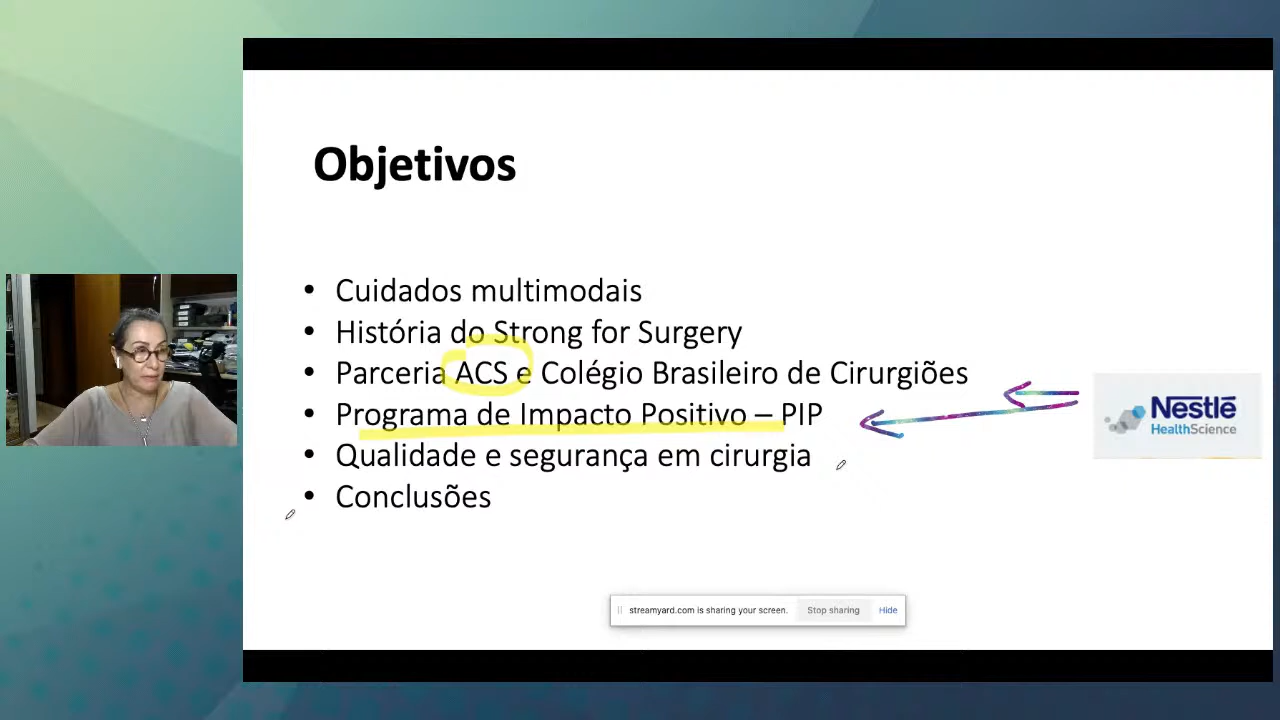 Objetivos
• Cuidados multimodais
• História do Strong for Surgery
• Parceria ACS e Colégio Brasileiro de Cirurgiões
• Programa de Impacto Positivo – PIP
• Qualidade e segurança em cirurgia
• Conclusões
Nestlé
HealthScience
streamyard.com is sharing your screen. Stop sharing Hide